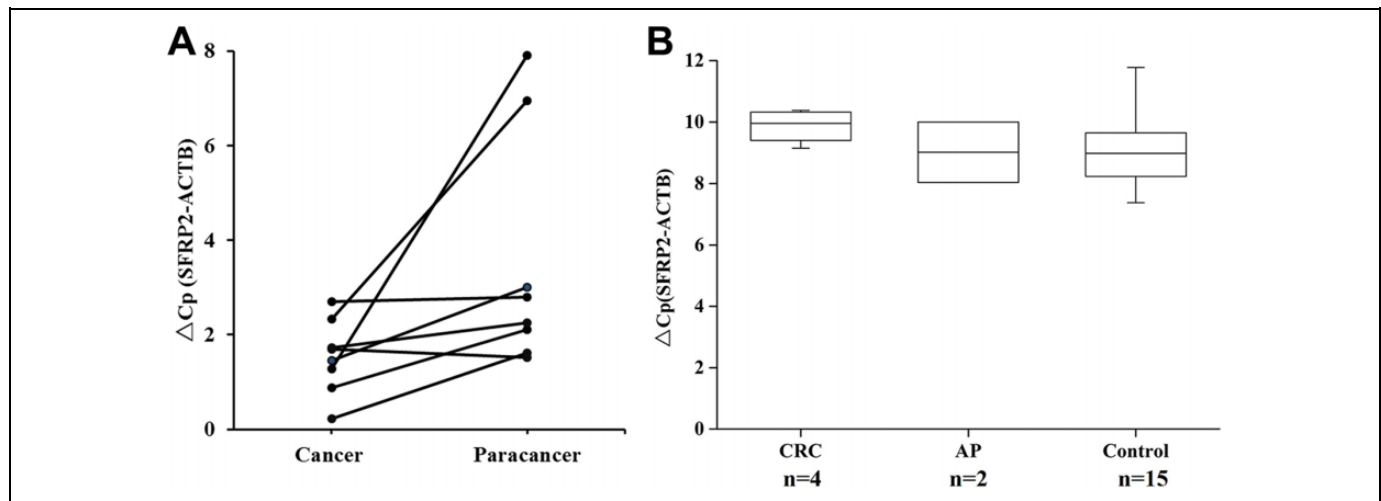 A
8
6
4
2
0
△Cp (SFRP2-ACTB)
Cancer Paracancer
B
12
10
8
6
4
2
0
△Cp(SFRP2-ACTB)
CRC AP Control
n=4 n=2 n=15